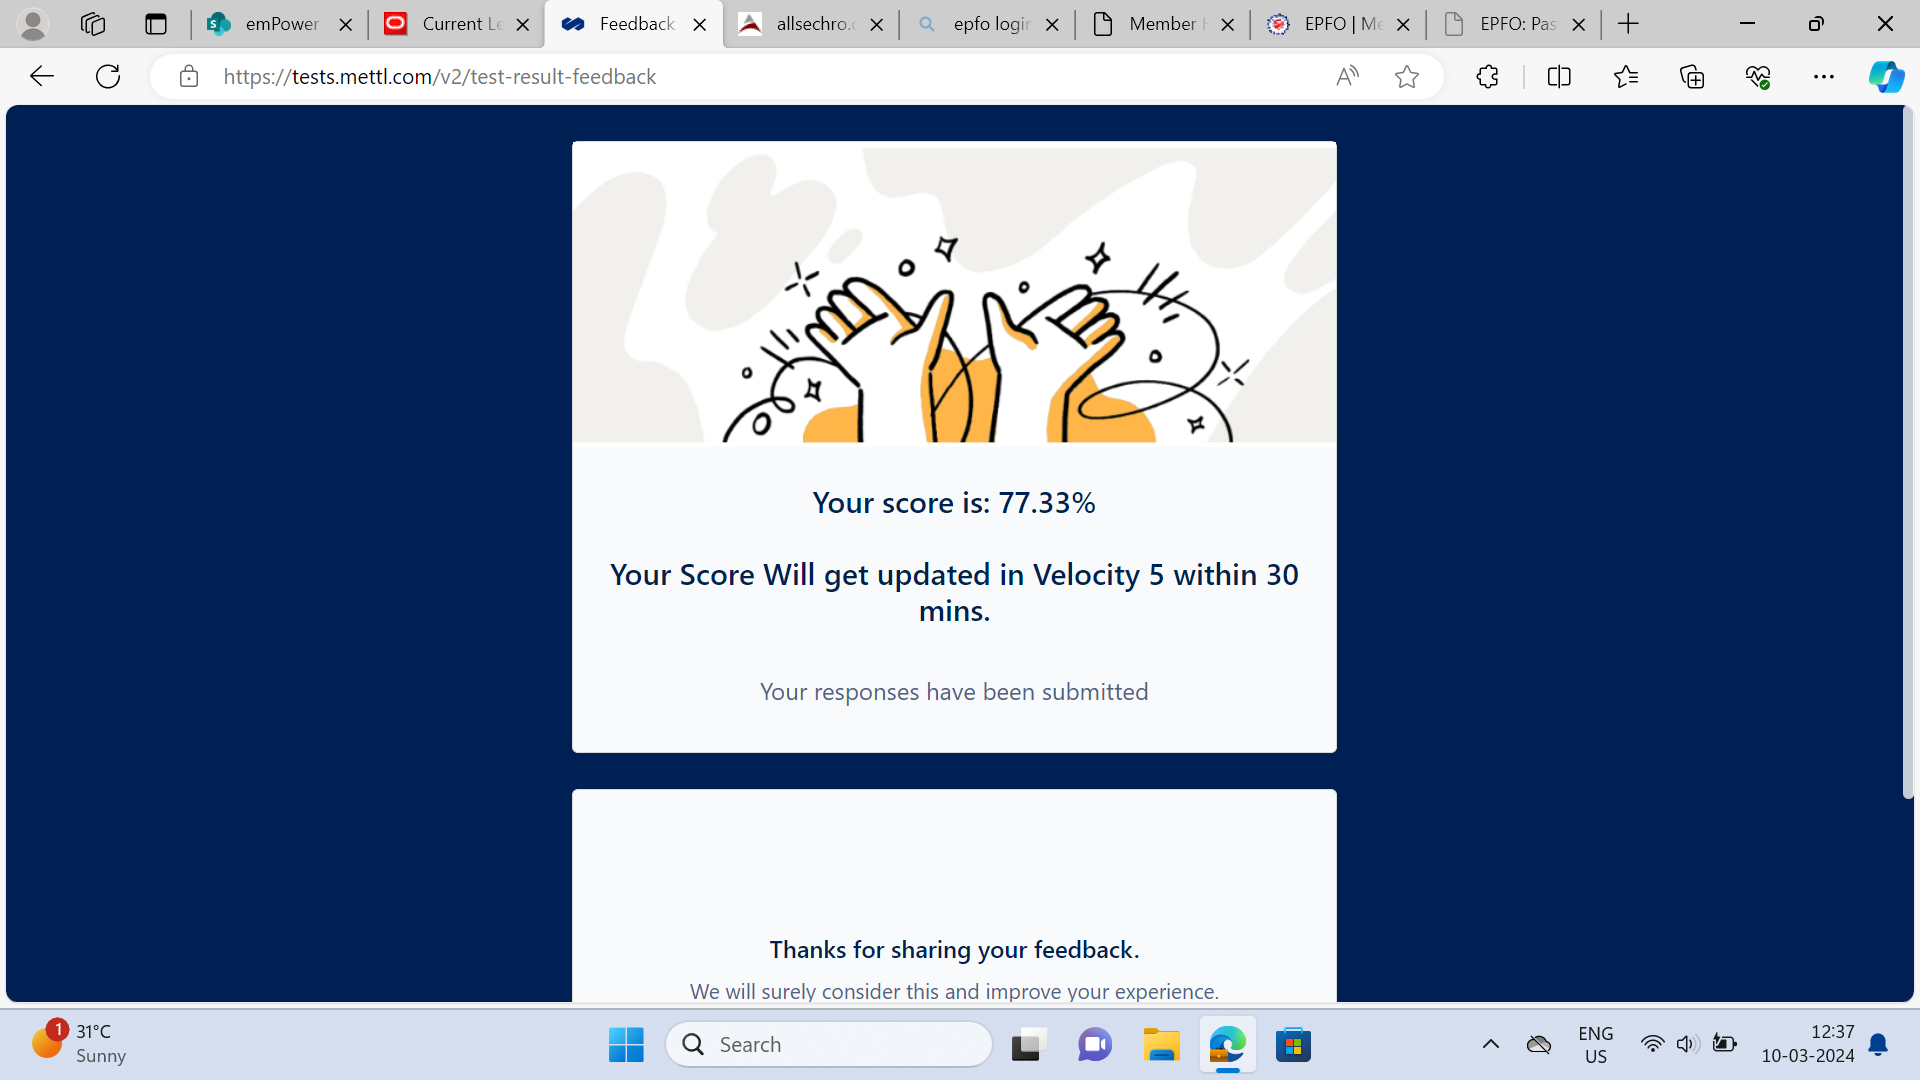 emPower
Current Le
Feedback
allsechro.c
epfo login
Member H
EPFO | Me
EPFO: Pas
https://tests.mettl.com/v2/test-result-feedback
Your score is: 77.33%
Your Score Will get updated in Velocity 5 within 30
mins.
Your responses have been submitted
Thanks for sharing your feedback.
We will surely consider this and improve your experience.
1
31°C
Sunny
Search
ENG
US
12:37
10-03-2024